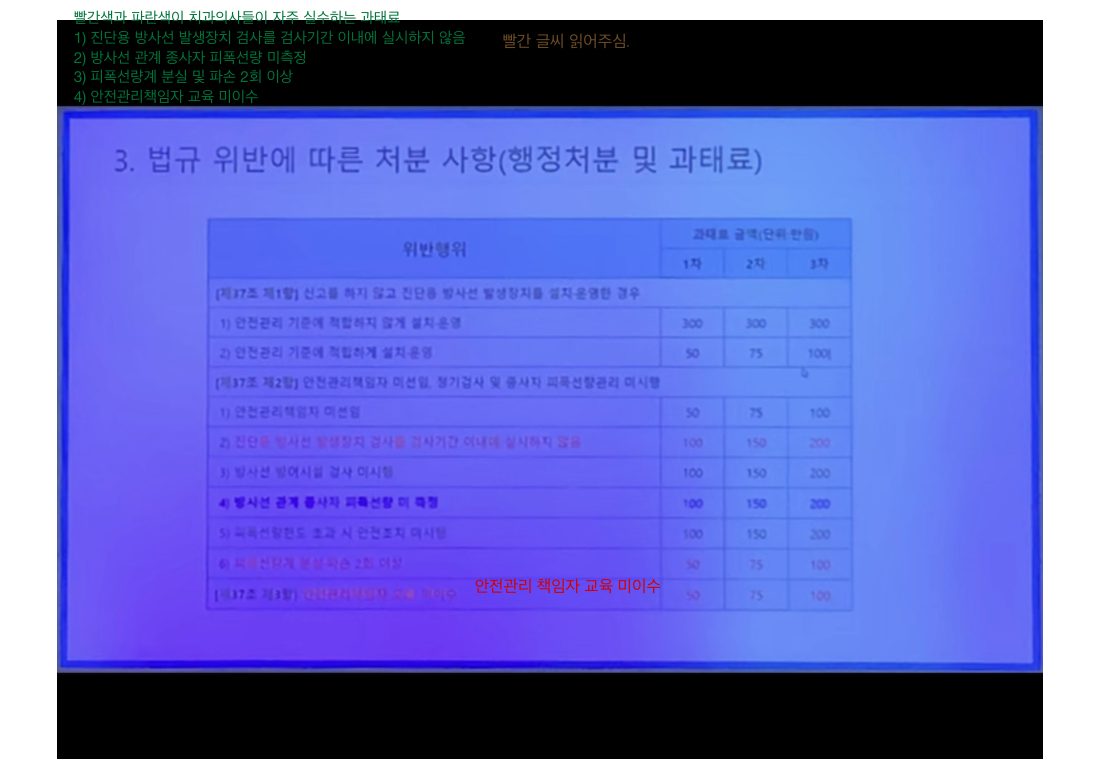 빨간색과 파란색이 치과의사들이 자주 실수하는 과태료
1) 진단용 방사선 발생장치 검사를 검사기간 이내에 실시하지 않음
빨간 글씨 읽어주심.
2) 방사선 관계 종사자 피폭선량 미측정
3) 피폭선량계 분실 및 파손 2회 이상
4) 안전관리책임자 교육 미이수
3. 법규 위반에 따른 처분 사항(행정처분 및 과태료)
위반행위 과태료 금액(단위:만원)
1차 2차 3차
[제37조 제1항] 신고를 하지 않고 진단용 방사선 발생장치를 설치·운영한 경우
1) 안전관리 기준에 적합하지 않게 설치·운영 300 300 300
2) 안전관리 기준에 적합하게 설치·운영 50 75 100
[제37조 제2항] 안전관리책임자 미선임, 정기검사 및 종사자 피폭선량관리 미시행
1) 안전관리책임자 미선임 50 75 100
2) 진단용 방사선 발생장치 검사를 검사기간 이내에 실시하지 않음 100 150 200
3) 방사선 방어시설 검사 미시행 100 150 200
4) 방사선 관계 종사자 피폭선량 미 측정 100 150 200
5) 피폭선량한도 초과 시 안전조치 미시행 100 150 200
6) 피폭선량계 분실·파손 2회 이상 50 75 100
안전관리 책임자 교육 미이수
[제37조 제3항] 안전관리책임자 교육 미이수 50 75 100